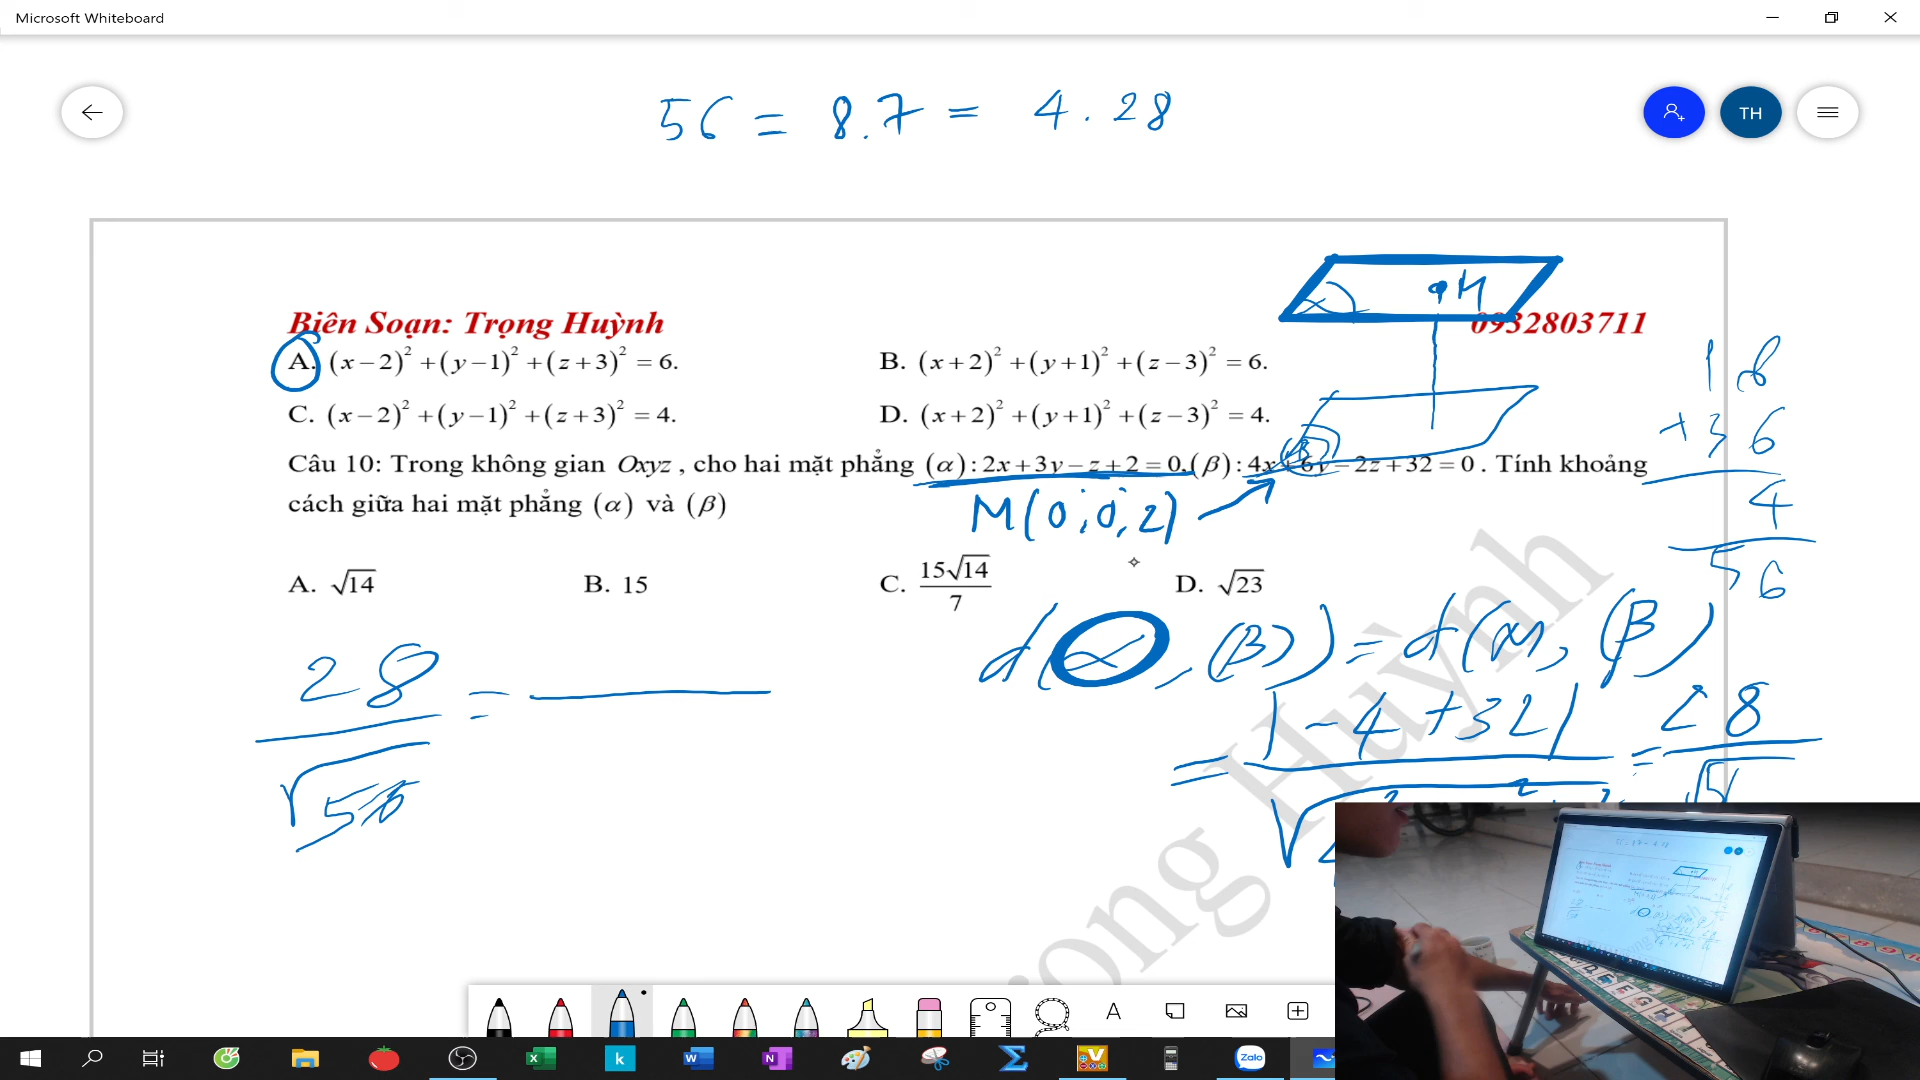 Microsoft Whiteboard
56 = 8.7 = 4.28
TH
Biên Soạn: Trọng Huỳnh
0932803711
A. (x−2)² +(y−1)² +(z+3)² = 6.
B. (x+2)² +(y+1)² +(z−3)² = 6.
C. (x−2)² +(y−1)² +(z+3)² = 4.
D. (x+2)² +(y+1)² +(z−3)² = 4.
α M
β
Câu 10: Trong không gian Oxyz, cho hai mặt phẳng (α): 2x+3y−z+2=0,(β): 4x+6y−2z+32=0. Tính khoảng
cách giữa hai mặt phẳng (α) và (β)
M(0;0;2)
A. √14
B. 15
C. 15√14/7
D. √23
+36
4
56
d(α, (β)) = d(M, (β)
= |−4+32| = 28
28/√56 =
ong Huỳnh
A
Zalo